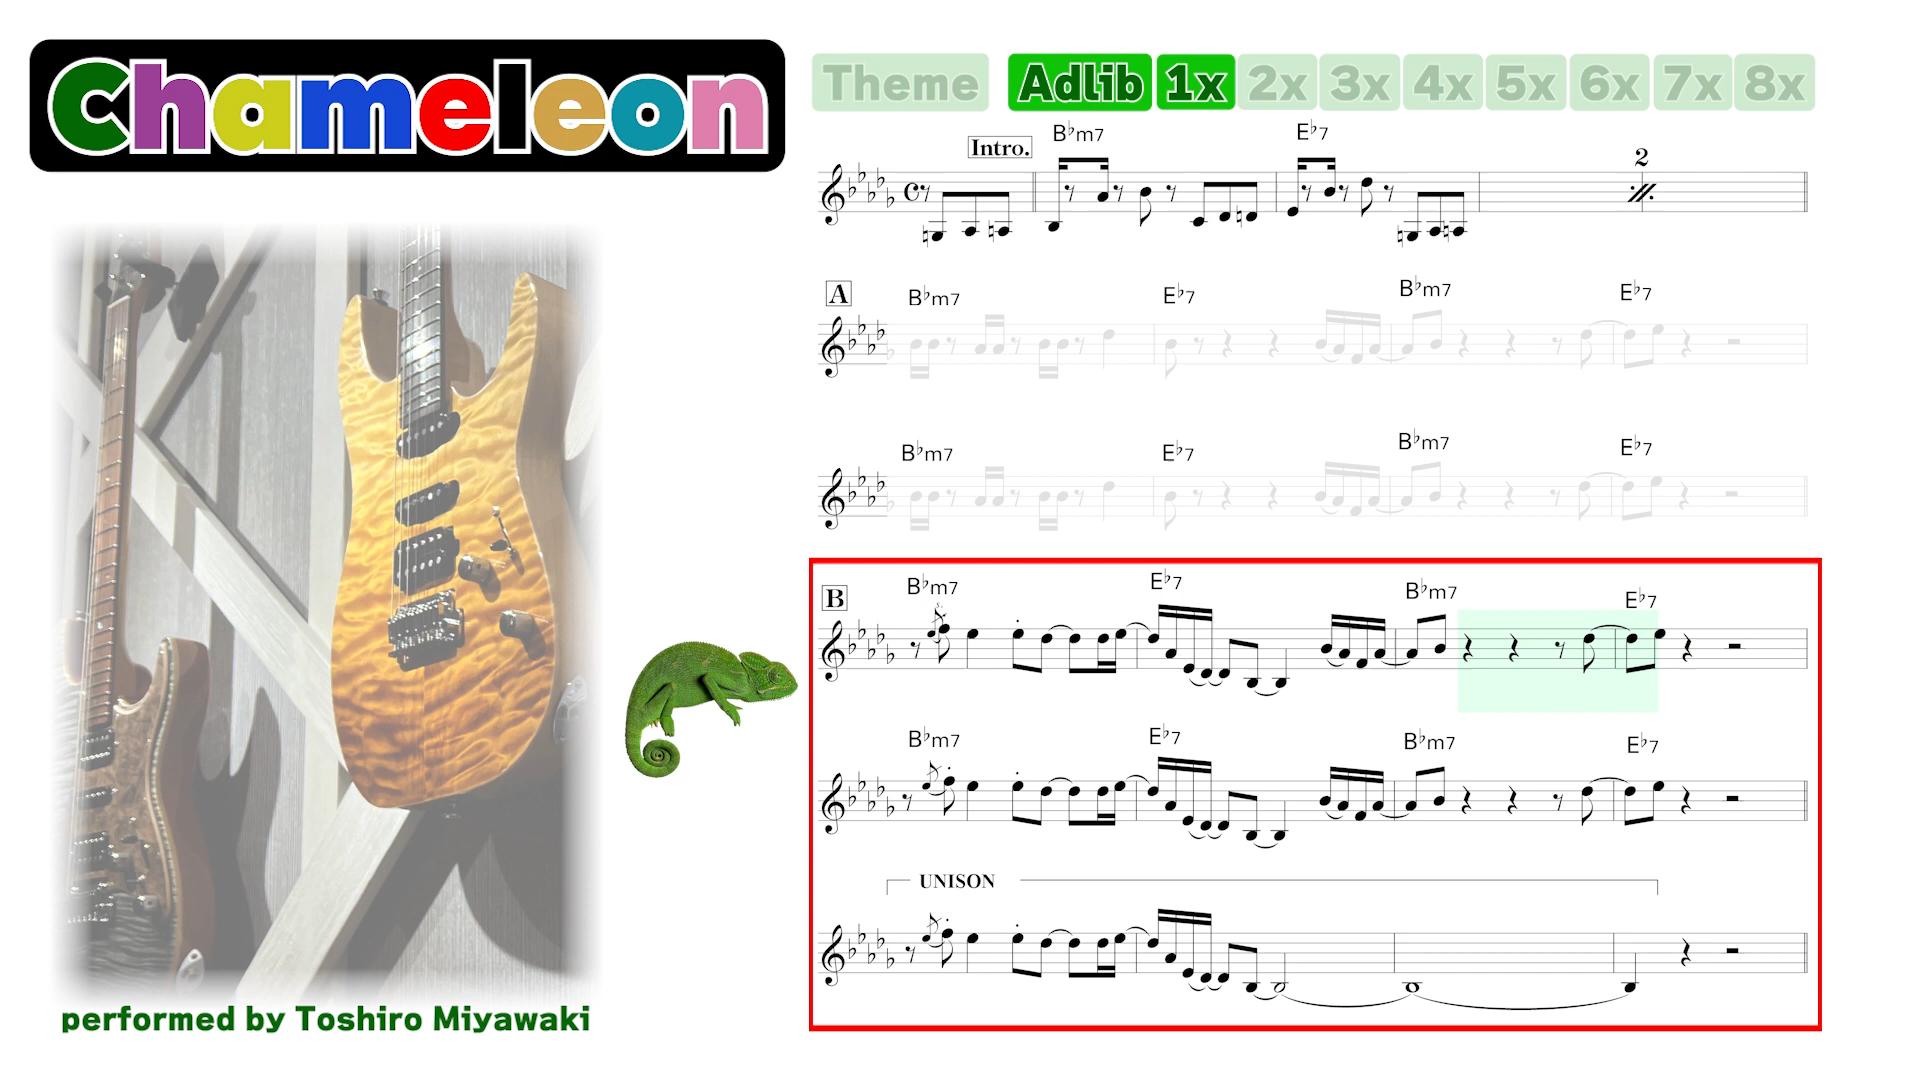 Chameleon
Theme Adlib 1x 2x 3x 4x 5x 6x 7x 8x
Intro. B♭m7 E♭7 2
A B♭m7 E♭7 B♭m7 E♭7
B♭m7 E♭7 B♭m7 E♭7
B B♭m7 E♭7 B♭m7 E♭7
B♭m7 E♭7 B♭m7 E♭7
UNISON
performed by Toshiro Miyawaki